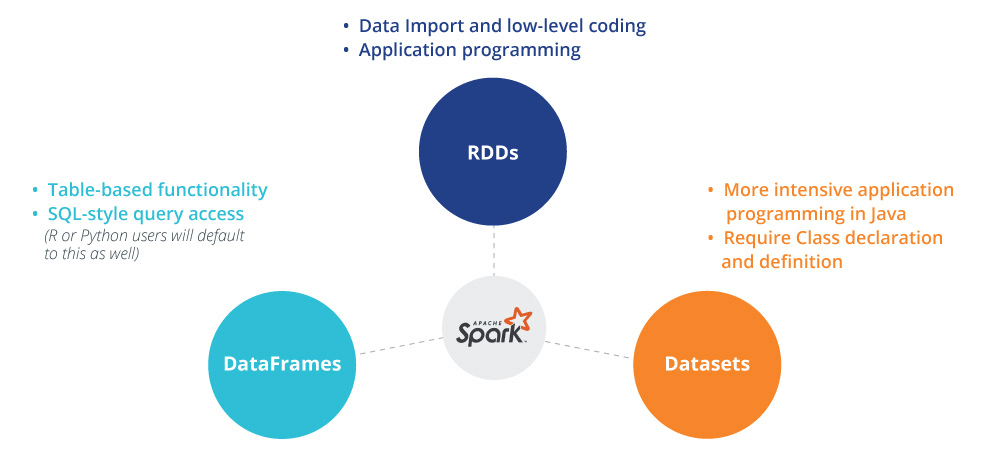 • Data Import and low-level coding
• Application programming
RDDs
• Table-based functionality
• SQL-style query access
(R or Python users will default
to this as well)
• More intensive application
programming in Java
• Require Class declaration
and definition
APACHE
Spark™
DataFrames
Datasets